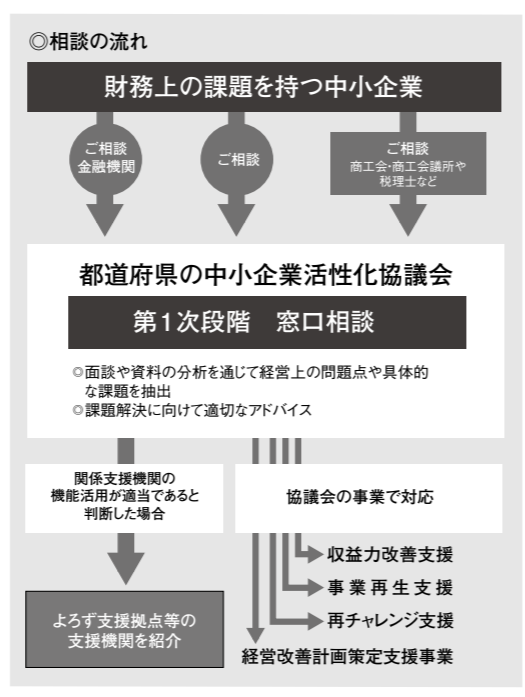 ◎相談の流れ
財務上の課題を持つ中小企業
ご相談
金融機関
ご相談
ご相談
商工会・商工会議所や
税理士など
都道府県の中小企業活性化協議会
第1次段階　窓口相談
◎面談や資料の分析を通じて経営上の問題点や具体的
な課題を抽出
◎課題解決に向けて適切なアドバイス
関係支援機関の
機能活用が適当であると
判断した場合
協議会の事業で対応
収益力改善支援
事業再生支援
再チャレンジ支援
経営改善計画策定支援事業
よろず支援拠点等の
支援機関を紹介